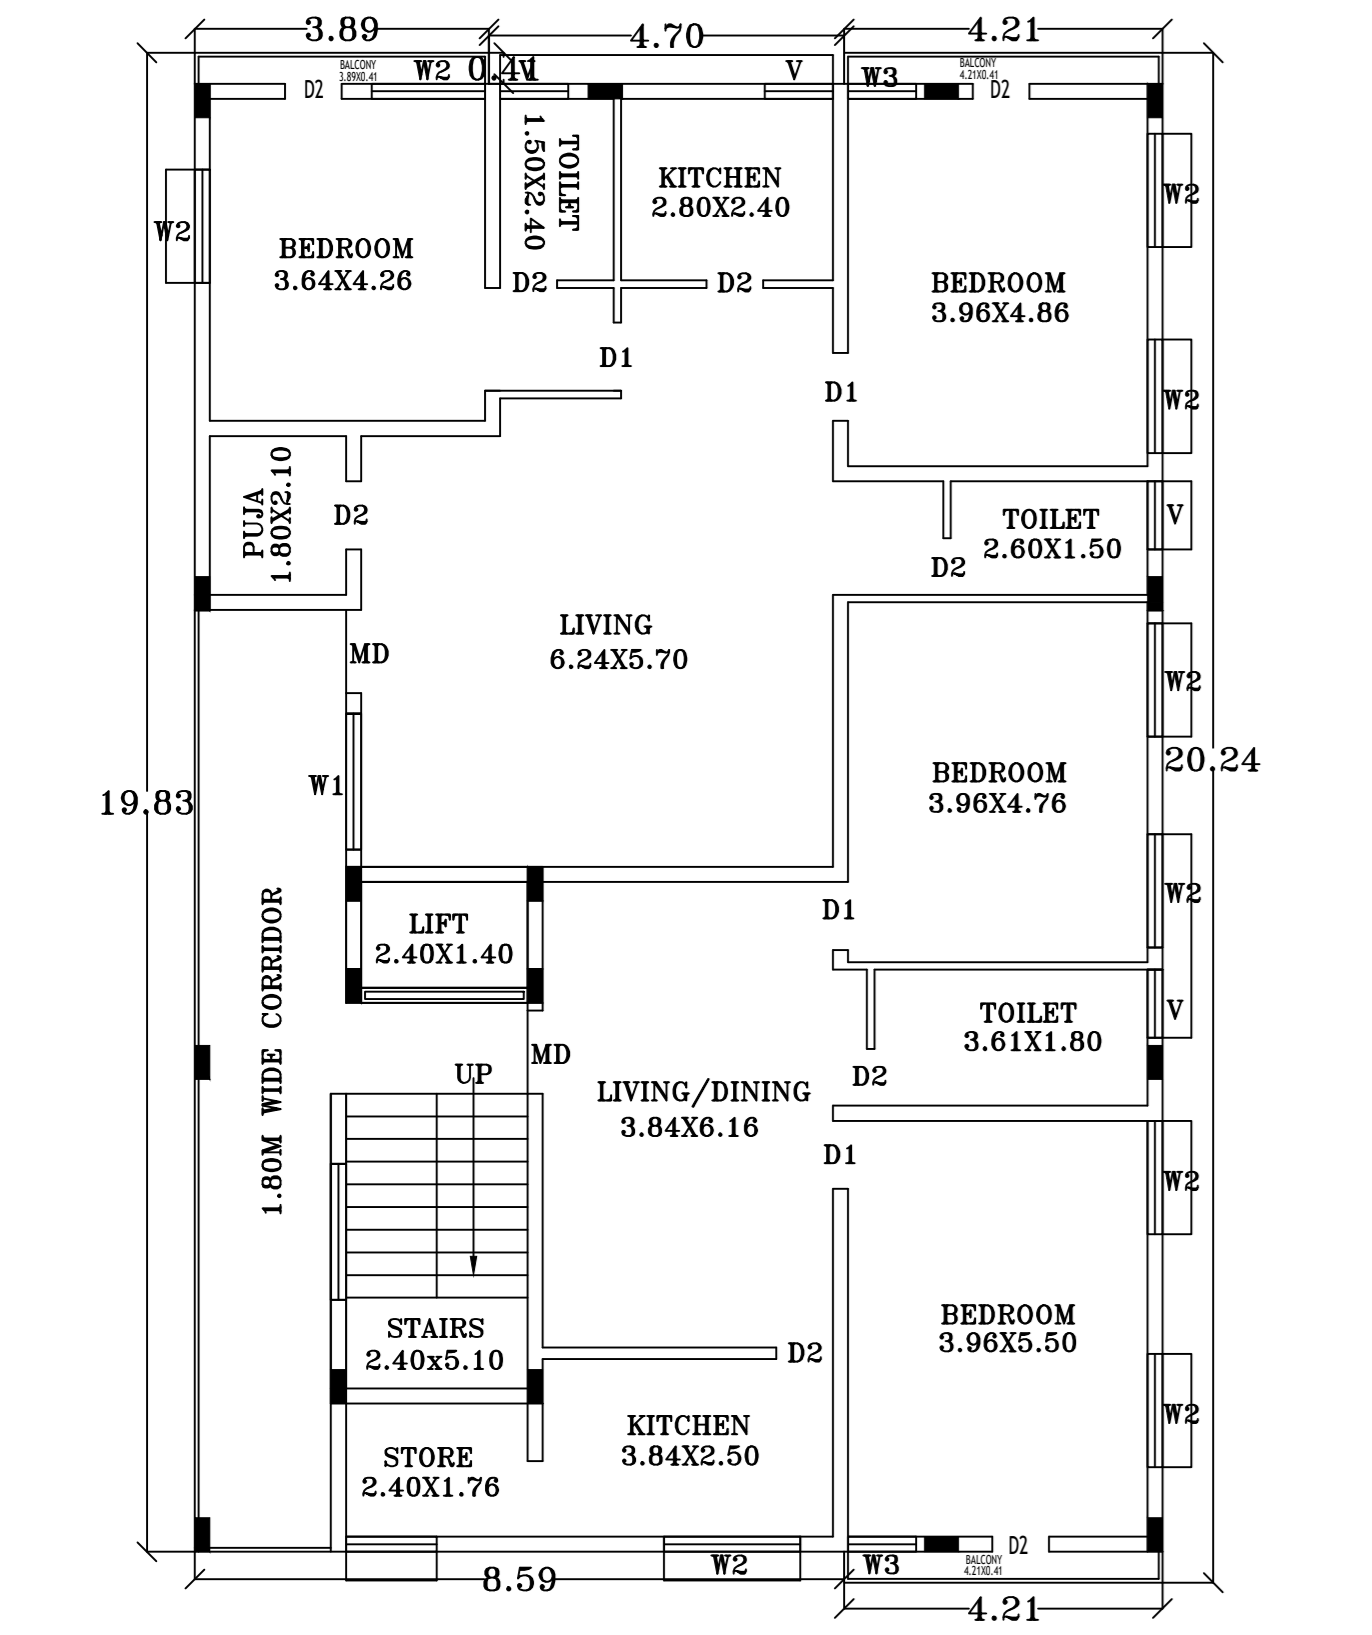 3.89
4.70
4.21
BALCONY
3.89X0.41
W2
0.41
V
V
W3
BALCONY
4.21X0.41
D2
D2
TOILET
1.50X2.40
KITCHEN
2.80X2.40
W2
W2
BEDROOM
3.64X4.26
D2
D2
BEDROOM
3.96X4.86
D1
D1
W2
PUJA
1.80X2.10
D2
TOILET
2.60X1.50
V
D2
LIVING
6.24X5.70
MD
W2
20.24
BEDROOM
3.96X4.76
W1
19.83
W2
D1
LIFT
2.40X1.40
1.80M WIDE CORRIDOR
TOILET
3.61X1.80
V
MD
UP
D2
LIVING/DINING
3.84X6.16
D1
W2
BEDROOM
3.96X5.50
STAIRS
2.40x5.10
D2
W2
KITCHEN
3.84X2.50
STORE
2.40X1.76
D2
W2
W3
BALCONY
4.21X0.41
8.59
4.21